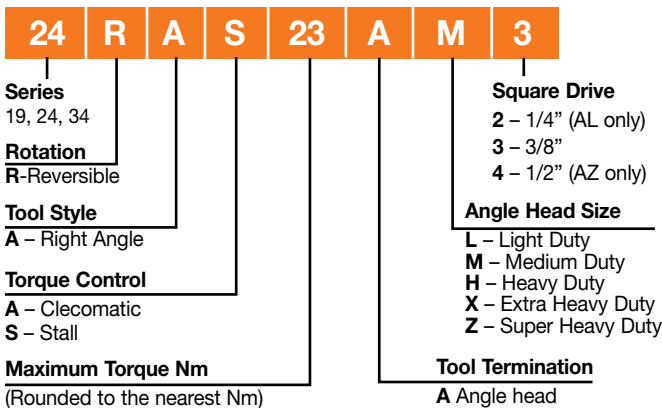 24 R A S 23 A M 3
Series
19, 24, 34
Rotation
R-Reversible
Tool Style
A – Right Angle
Torque Control
A – Clecomatic
S – Stall
Maximum Torque Nm
(Rounded to the nearest Nm)
Square Drive
2 – 1/4” (AL only)
3 – 3/8”
4 – 1/2” (AZ only)
Angle Head Size
L – Light Duty
M – Medium Duty
H – Heavy Duty
X – Extra Heavy Duty
Z – Super Heavy Duty
Tool Termination
A Angle head